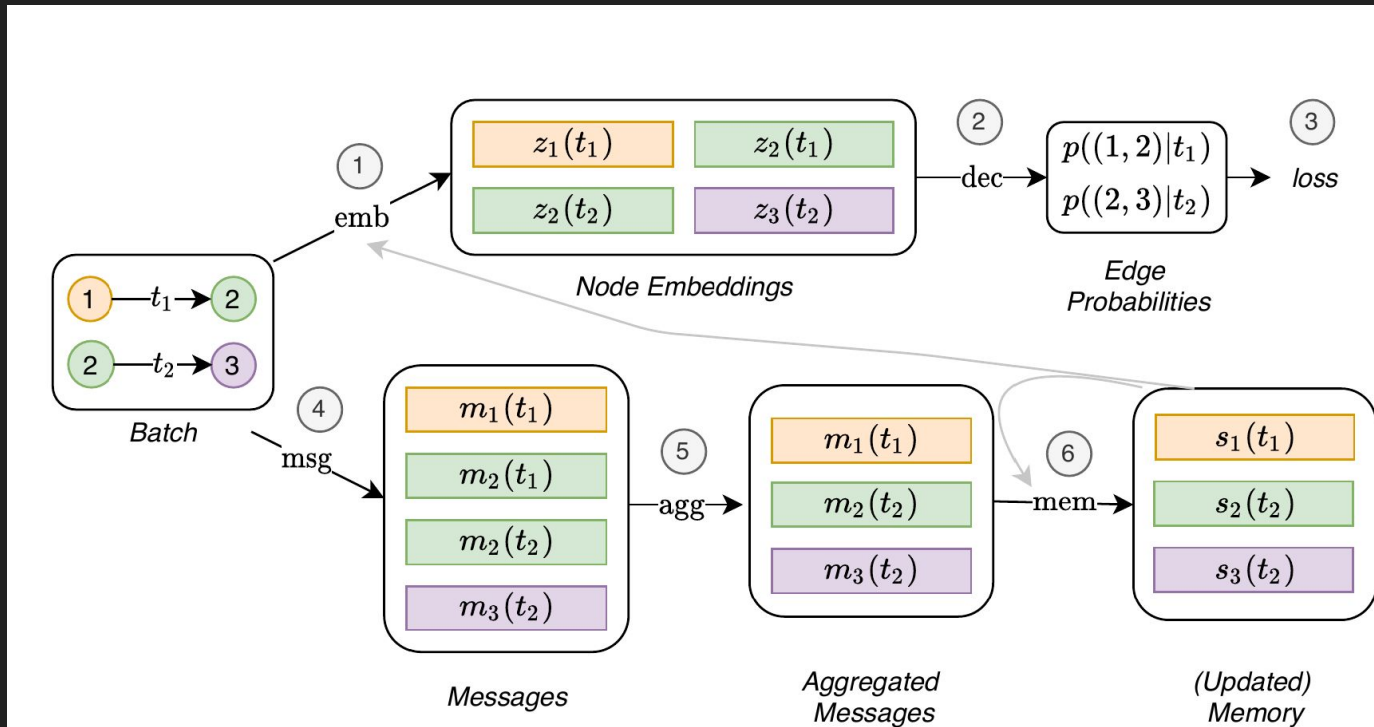 1
emb
z₁(t₁) z₂(t₁)
z₂(t₂) z₃(t₂)
Node Embeddings
2
dec
p((1, 2)|t₁)
p((2, 3)|t₂)
Edge
Probabilities
3
loss
1 t₁ 2
2 t₂ 3
Batch
4
msg
m₁(t₁)
m₂(t₁)
m₂(t₂)
m₃(t₂)
Messages
5
agg
m₁(t₁)
m₂(t₂)
m₃(t₂)
Aggregated
Messages
6
mem
s₁(t₁)
s₂(t₂)
s₃(t₂)
(Updated)
Memory